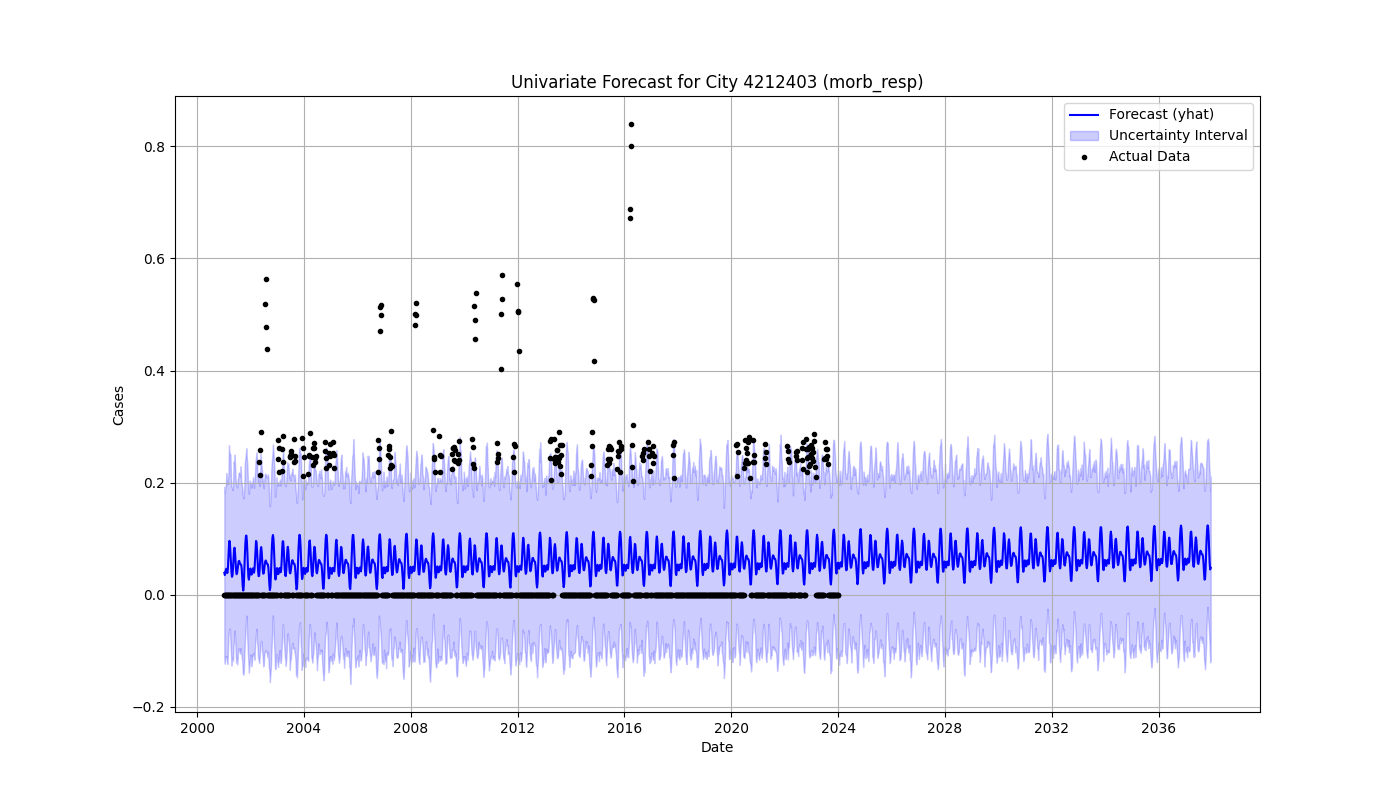 Univariate Forecast for City 4212403 (morb_resp)
Forecast (yhat)
Uncertainty Interval
Actual Data
Cases
0.8
0.6
0.4
0.2
0.0
−0.2
2000 2004 2008 2012 2016 2020 2024 2028 2032 2036
Date